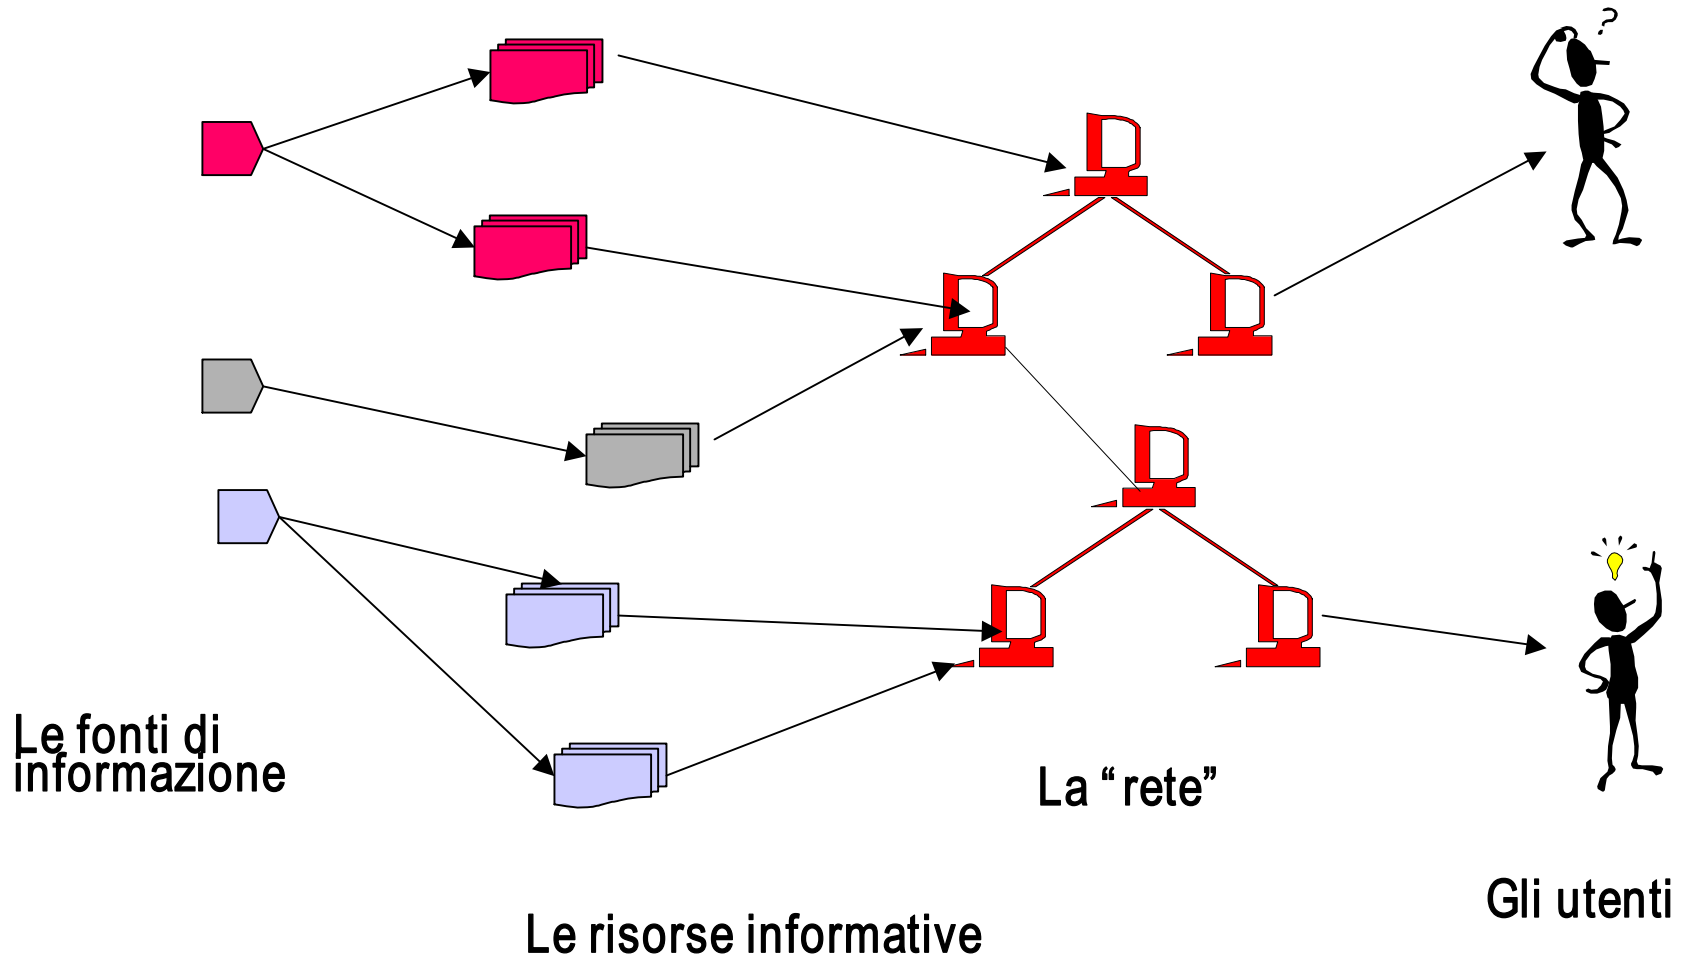 ?
Le fonti di
informazione
La “ rete”
Gli utenti
Le risorse informative